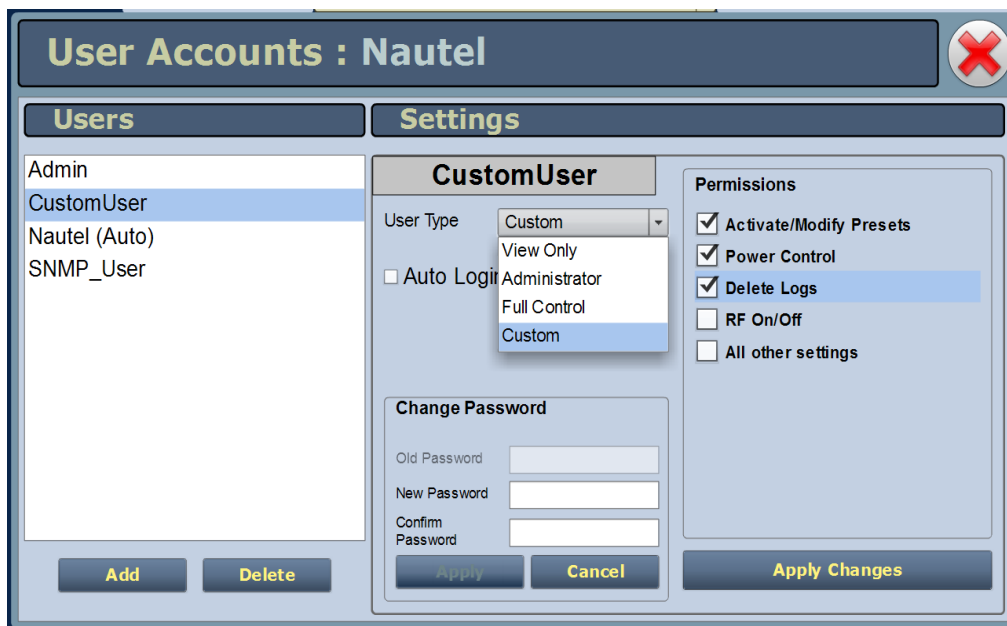 User Accounts : Nautel
Users
Settings
Admin
CustomUser
Nautel (Auto)
SNMP_User
Add
Delete
CustomUser
User Type
Custom
View Only
Administrator
Full Control
Custom
Auto Login
Change Password
Old Password
New Password
Confirm
Password
Apply
Cancel
Permissions
Activate/Modify Presets
Power Control
Delete Logs
RF On/Off
All other settings
Apply Changes